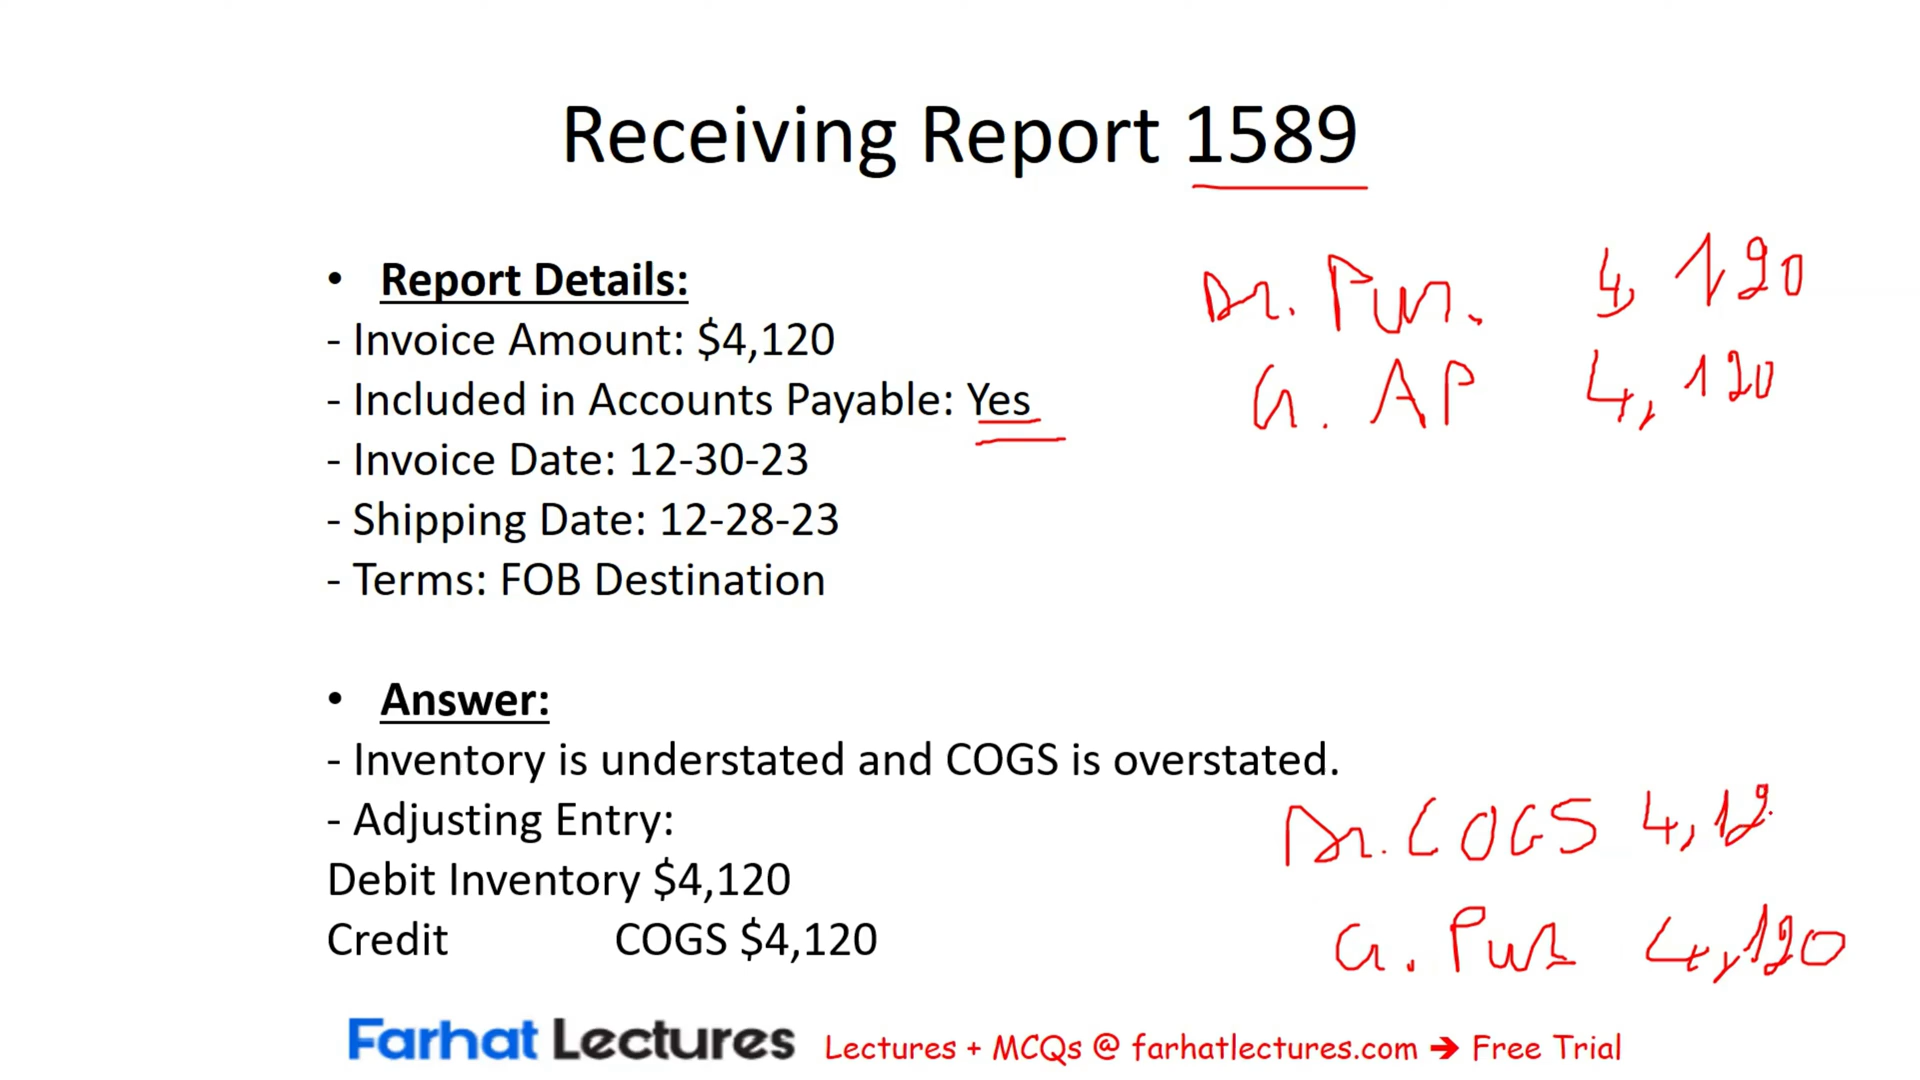 Receiving Report 1589
• Report Details:
- Invoice Amount: $4,120
- Included in Accounts Payable: Yes
- Invoice Date: 12-30-23
- Shipping Date: 12-28-23
- Terms: FOB Destination
Dr. Pur. 4,120
Cr. AP 4,120
• Answer:
- Inventory is understated and COGS is overstated.
- Adjusting Entry:
Debit Inventory $4,120
Credit COGS $4,120
Dr. COGS 4,12
Cr. Pur 4,120
Farhat Lectures Lectures + MCQs @ farhatlectures.com → Free Trial